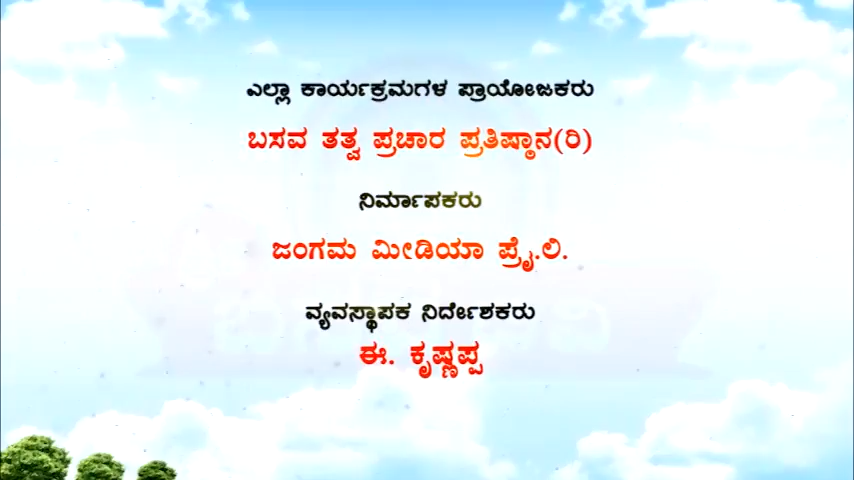 ಎಲ್ಲಾ ಕಾರ್ಯಕ್ರಮಗಳ ಪ್ರಾಯೋಜಕರು
ಬಸವ ತತ್ವ ಪ್ರಚಾರ ಪ್ರತಿಷ್ಠಾನ(ರಿ)
ನಿರ್ಮಾಪಕರು
ಜಂಗಮ ಮೀಡಿಯಾ ಪ್ರೈ.ಲಿ.
ವ್ಯವಸ್ಥಾಪಕ ನಿರ್ದೇಶಕರು
ಈ. ಕೃಷ್ಣಪ್ಪ